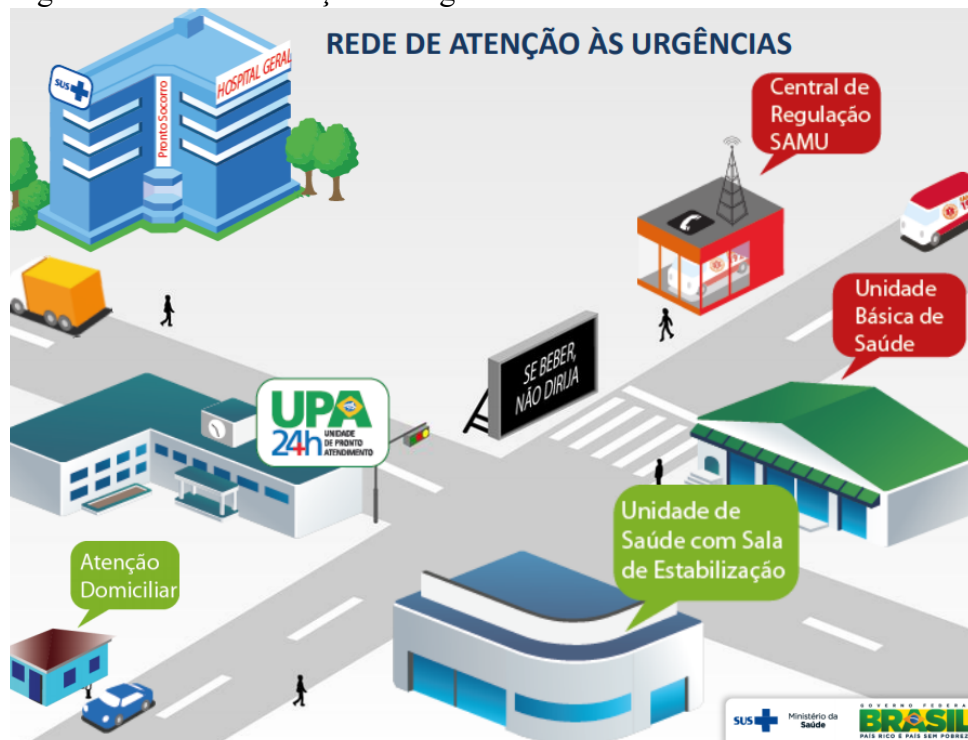 REDE DE ATENÇÃO ÀS URGÊNCIAS
SUS
Pronto Socorro
HOSPITAL GERAL
Central de
Regulação
SAMU
Unidade
Básica de
Saúde
SE BEBER,
NÃO DIRIJA
UPA
24h UNIDADE
DE PRONTO
ATENDIMENTO
Unidade de
Saúde com Sala
de Estabilização
Atenção
Domiciliar
SUS
Ministério da
Saúde
GOVERNO FEDERAL
BRASIL
PAÍS RICO É PAÍS SEM POBREZA